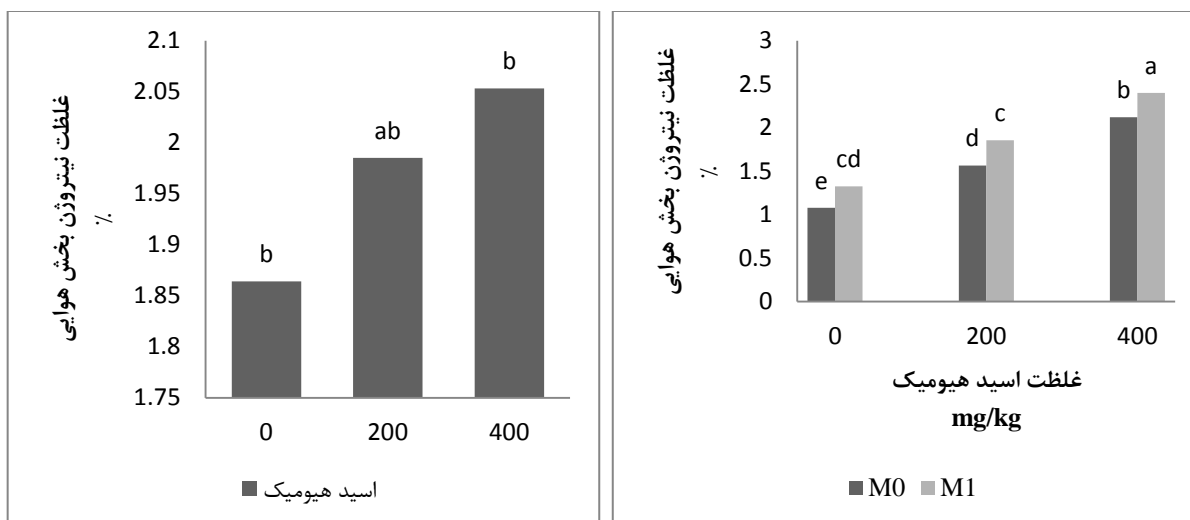 غلظت نیتروژن بخش هوایی
٪
2.1
2.05
2
1.95
1.9
1.85
1.8
1.75
b
ab
b
0
200
400
اسید هیومیک
غلظت نیتروژن بخش هوایی
٪
3
2.5
2
1.5
1
0.5
0
e
cd
d
c
b
a
0
200
400
غلظت اسید هیومیک
mg/kg
M0
M1